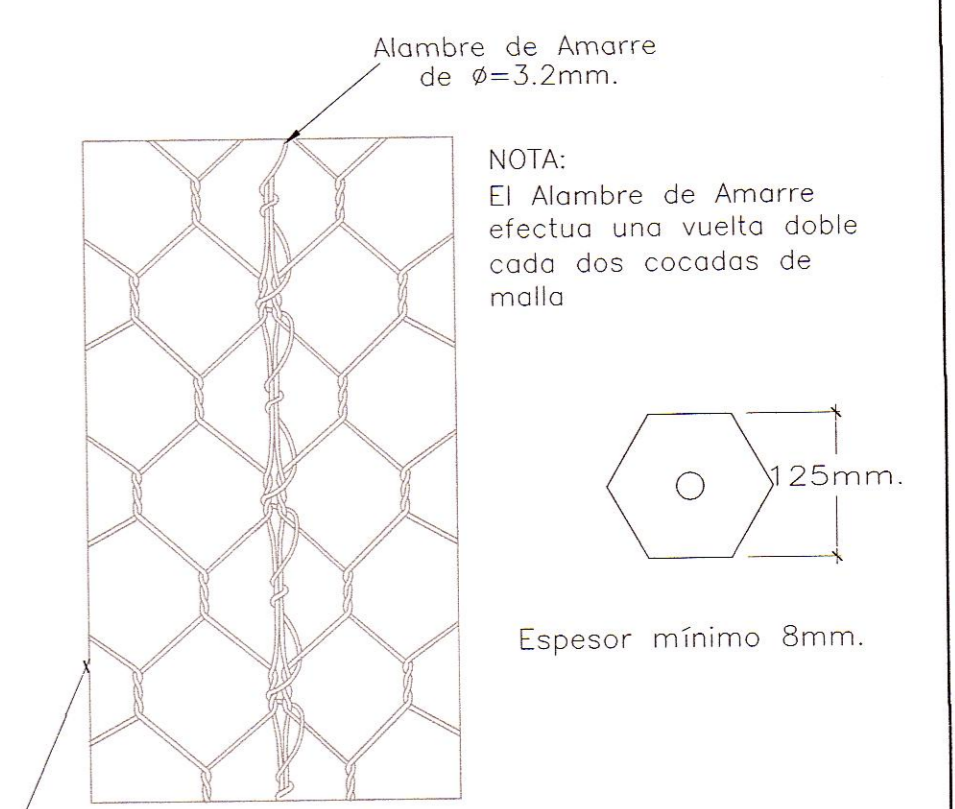 Alambre de Amarre
de ø=3.2mm.
NOTA:
El Alambre de Amarre
efectua una vuelta doble
cada dos cocadas de
malla
125mm.
Espesor mínimo 8mm.